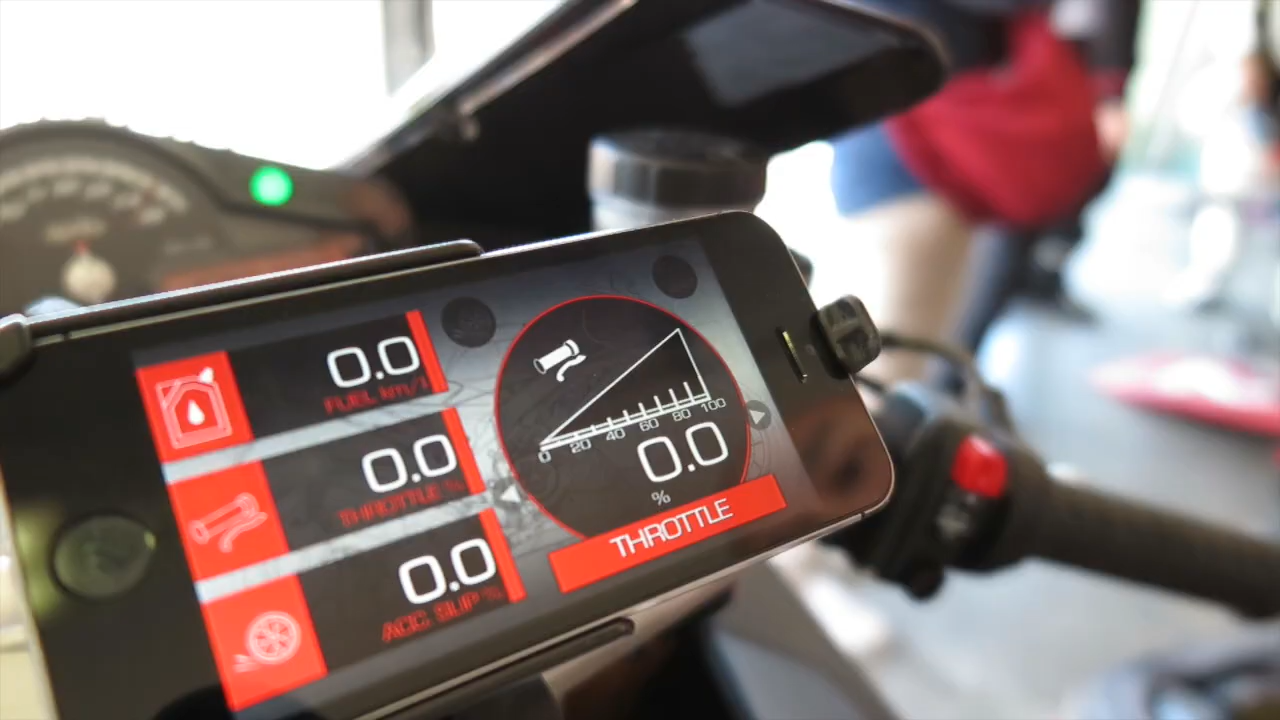 0.0
FUEL km/l
0.0
THROTTLE %
0.0
ACC. SLIP %
0 20 40 60 80 100
0.0
%
THROTTLE